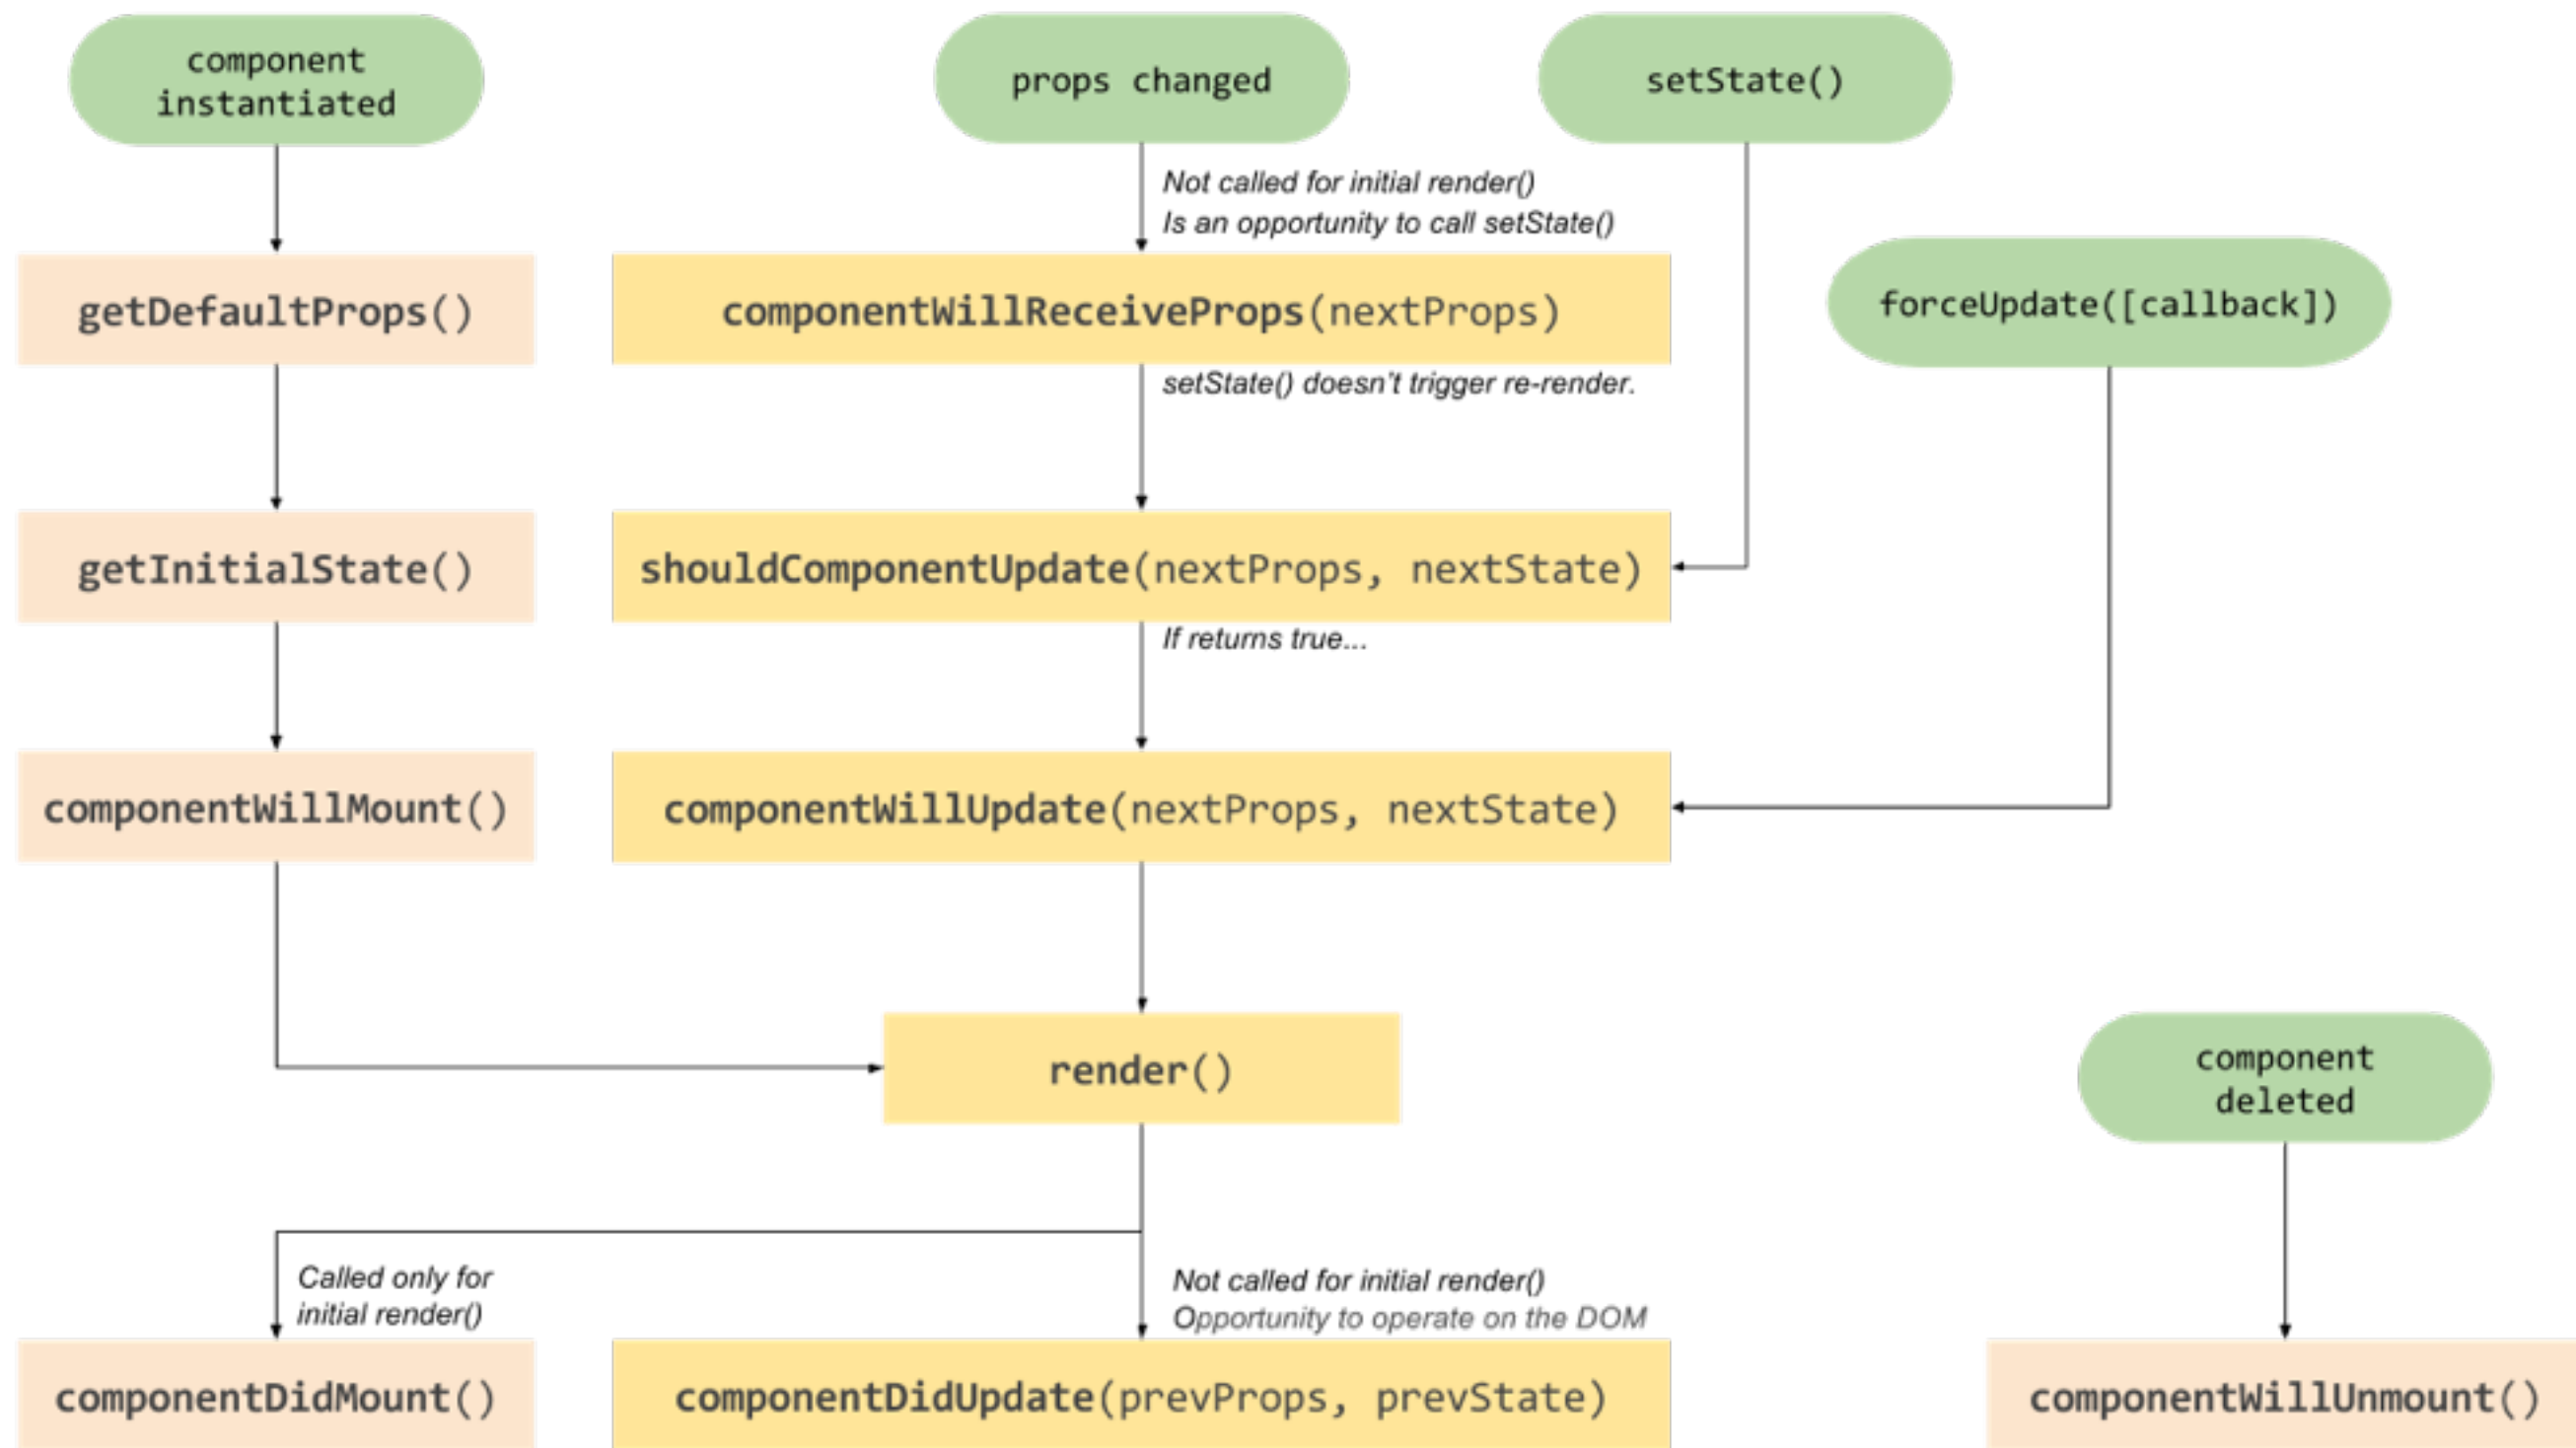 component
instantiated
props changed
setState()
Not called for initial render()
Is an opportunity to call setState()
getDefaultProps()
componentWillReceiveProps(nextProps)
forceUpdate([callback])
setState() doesn't trigger re-render.
getInitialState()
shouldComponentUpdate(nextProps, nextState)
If returns true...
componentWillMount()
componentWillUpdate(nextProps, nextState)
render()
component
deleted
Called only for
initial render()
Not called for initial render()
Opportunity to operate on the DOM
componentDidMount()
componentDidUpdate(prevProps, prevState)
componentWillUnmount()